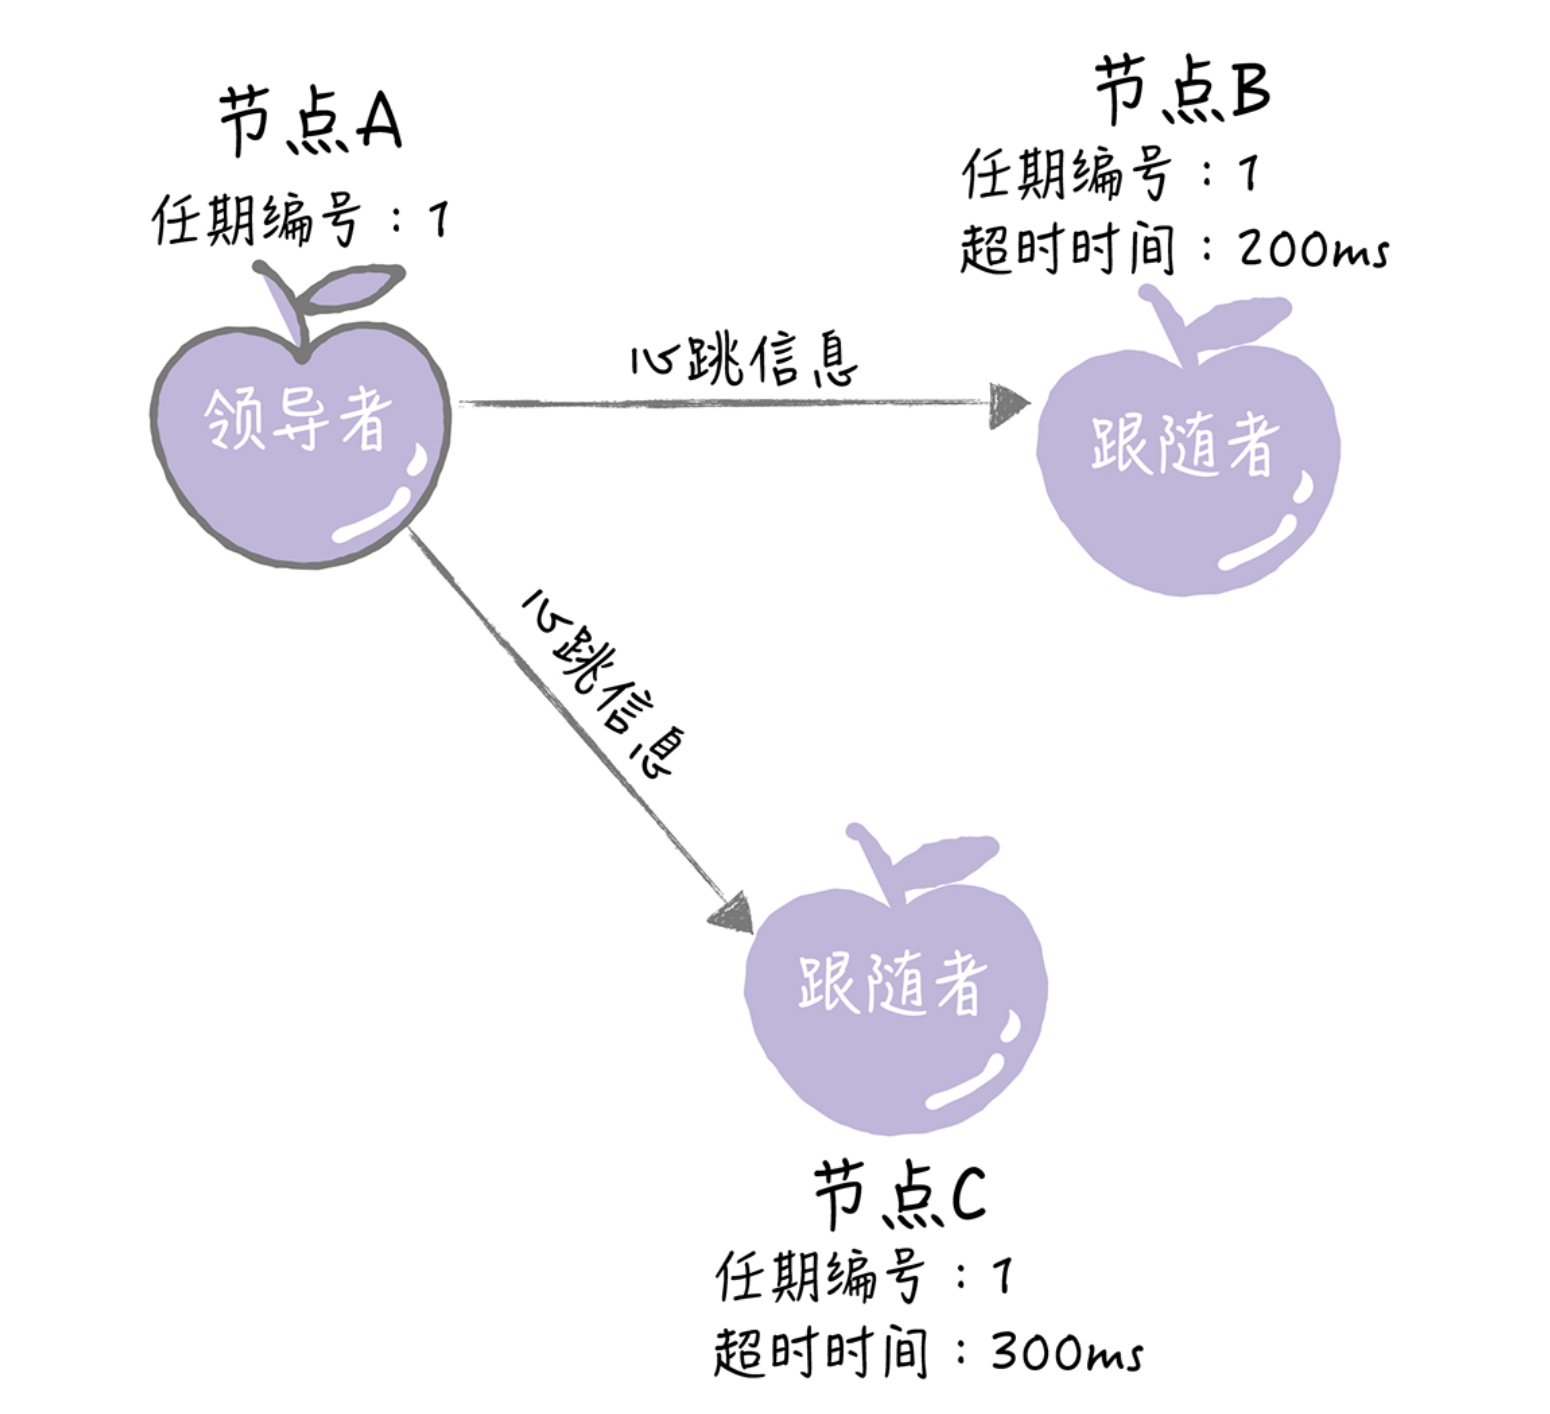 节点A
任期编号：1
领导者
心跳信息
节点B
任期编号：1
超时时间：200ms
跟随者
心跳信息
跟随者
节点C
任期编号：1
超时时间：300ms